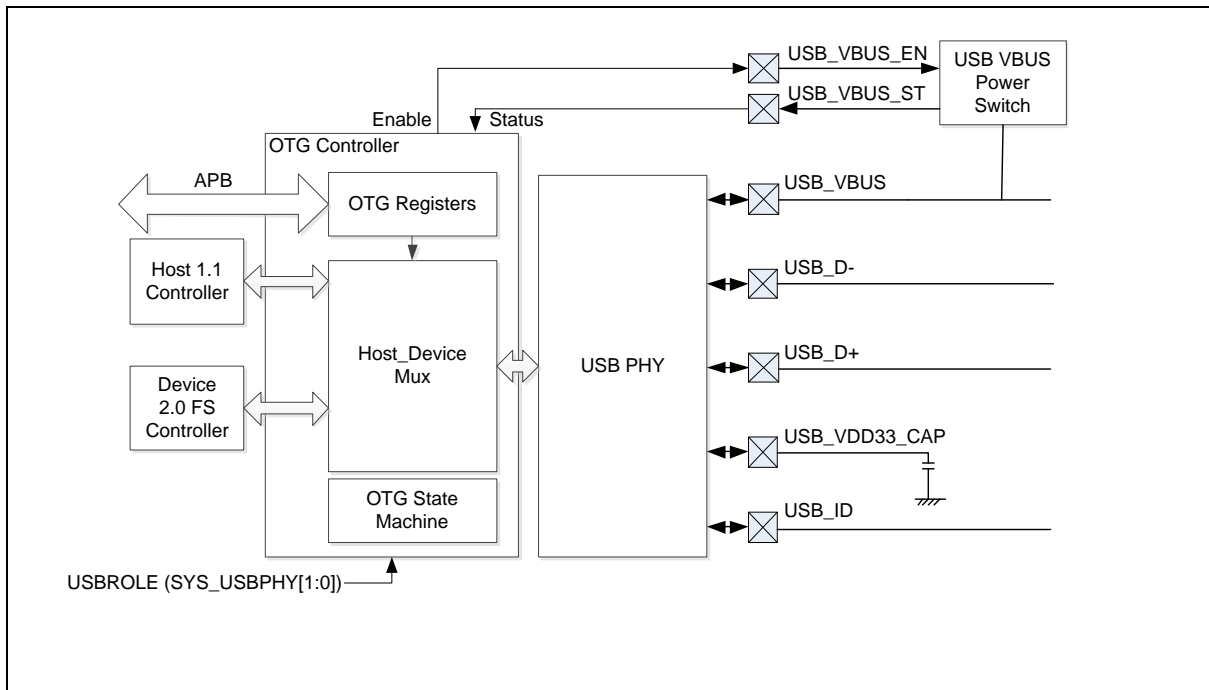 USB_VBUS_EN
USB VBUS
Power
Switch
USB_VBUS_ST
Enable
Status
OTG Controller
APB
OTG Registers
USB_VBUS
Host 1.1
Controller
USB_D-
Host_Device
Mux
USB PHY
USB_D+
Device
2.0 FS
Controller
USB_VDD33_CAP
OTG State
Machine
USB_ID
USBROLE (SYS_USBPHY[1:0])